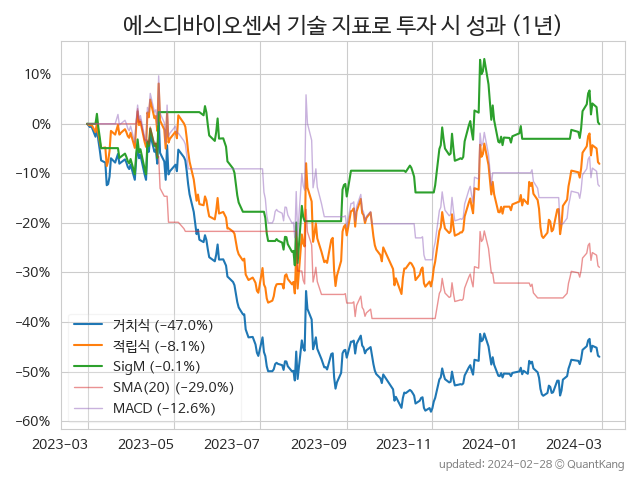 에스디바이오센서 기술 지표로 투자 시 성과 (1년)
10%
0%
−10%
−20%
−30%
−40%
−50%
−60%
거치식 (−47.0%)
적립식 (−8.1%)
SigM (−0.1%)
SMA(20) (−29.0%)
MACD (−12.6%)
2023−03 2023−05 2023−07 2023−09 2023−11 2024−01 2024−03
updated: 2024−02−28 © QuantKang